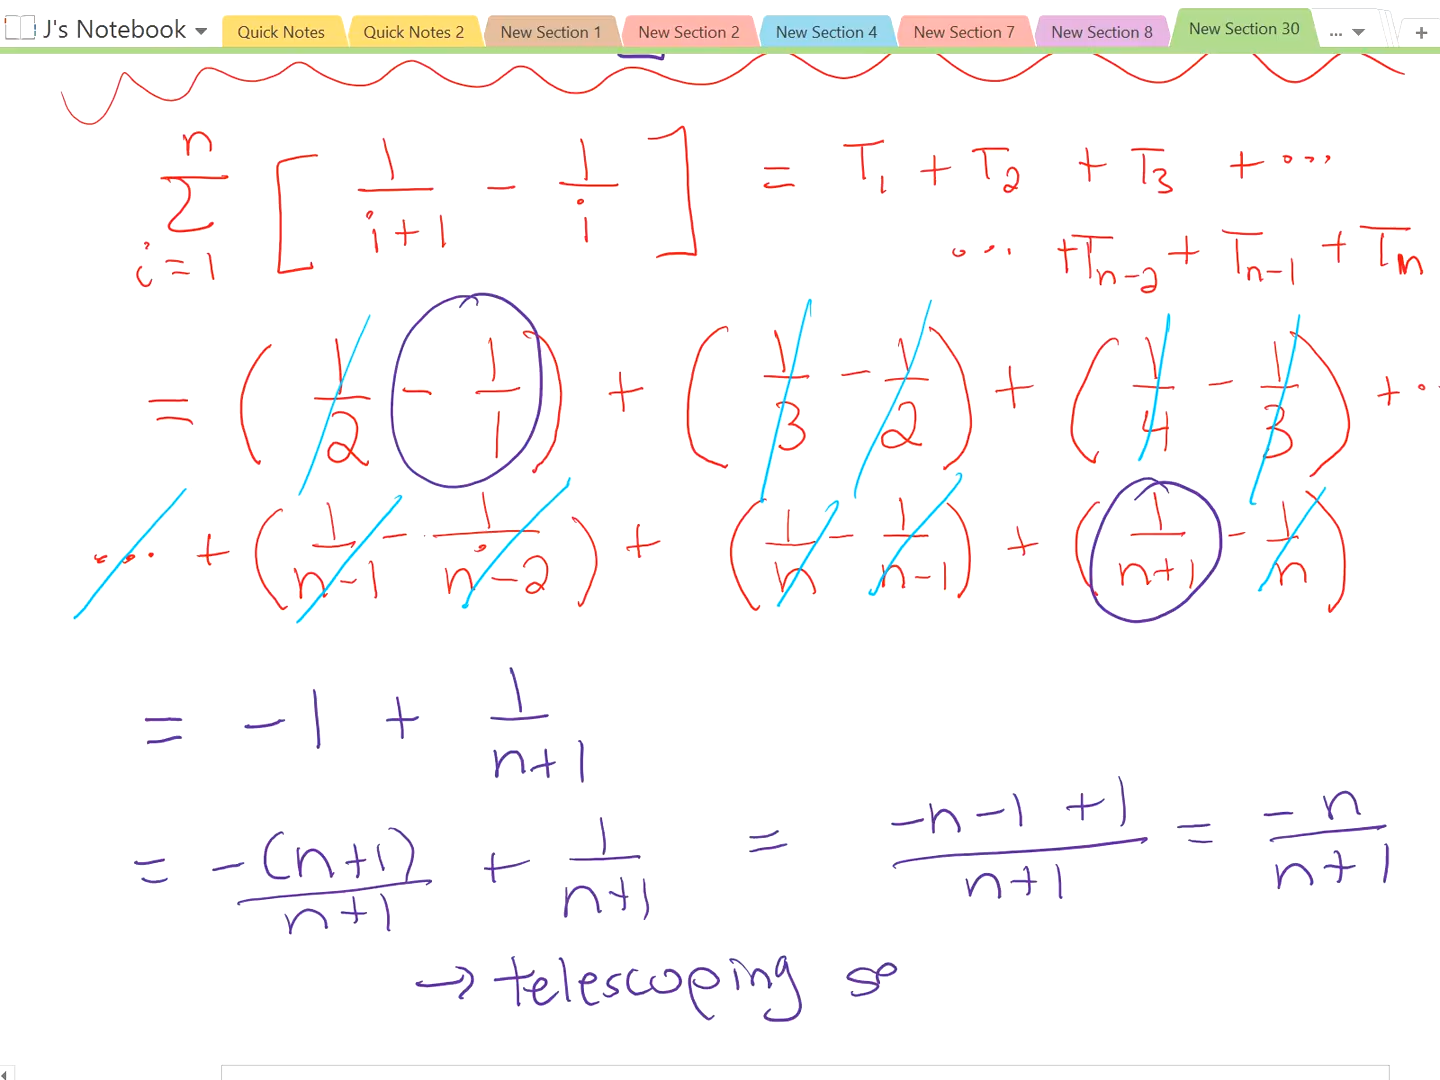 J's Notebook Quick Notes Quick Notes 2 New Section 1 New Section 2 New Section 4 New Section 7 New Section 8 New Section 30 ... +
n
∑ [ 1/(i+1) − 1/i ] = T₁ + T₂ + T₃ + ...
i=1
... + Tₙ₋₂ + Tₙ₋₁ + Tₙ
= (1/2 − 1/1) + (1/3 − 1/2) + (1/4 − 1/3) + ..
... + (1/(n−1) − 1/(n−2)) + (1/n − 1/(n−1)) + (1/(n+1) − 1/n)
= −1 + 1/(n+1)
= −(n+1)/(n+1) + 1/(n+1) = (−n−1+1)/(n+1) = −n/(n+1)
→ telescoping